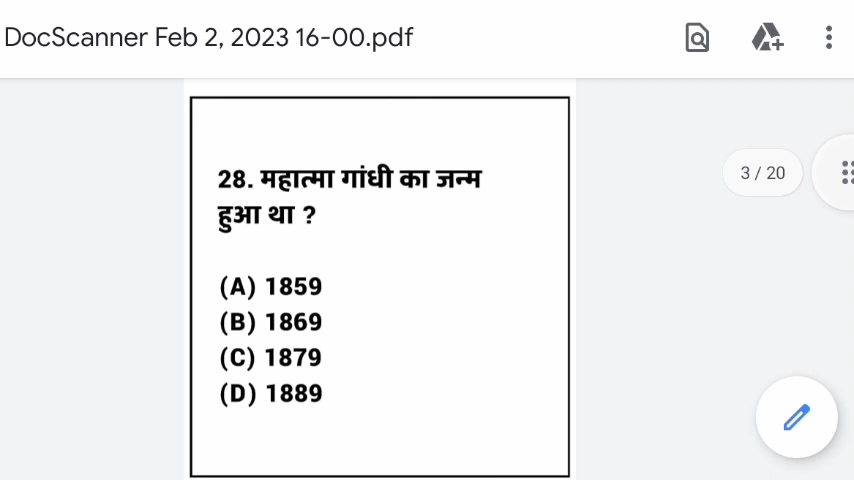 DocScanner Feb 2, 2023 16-00.pdf
3 / 20
28. महात्मा गांधी का जन्म
हुआ था ?
(A) 1859
(B) 1869
(C) 1879
(D) 1889